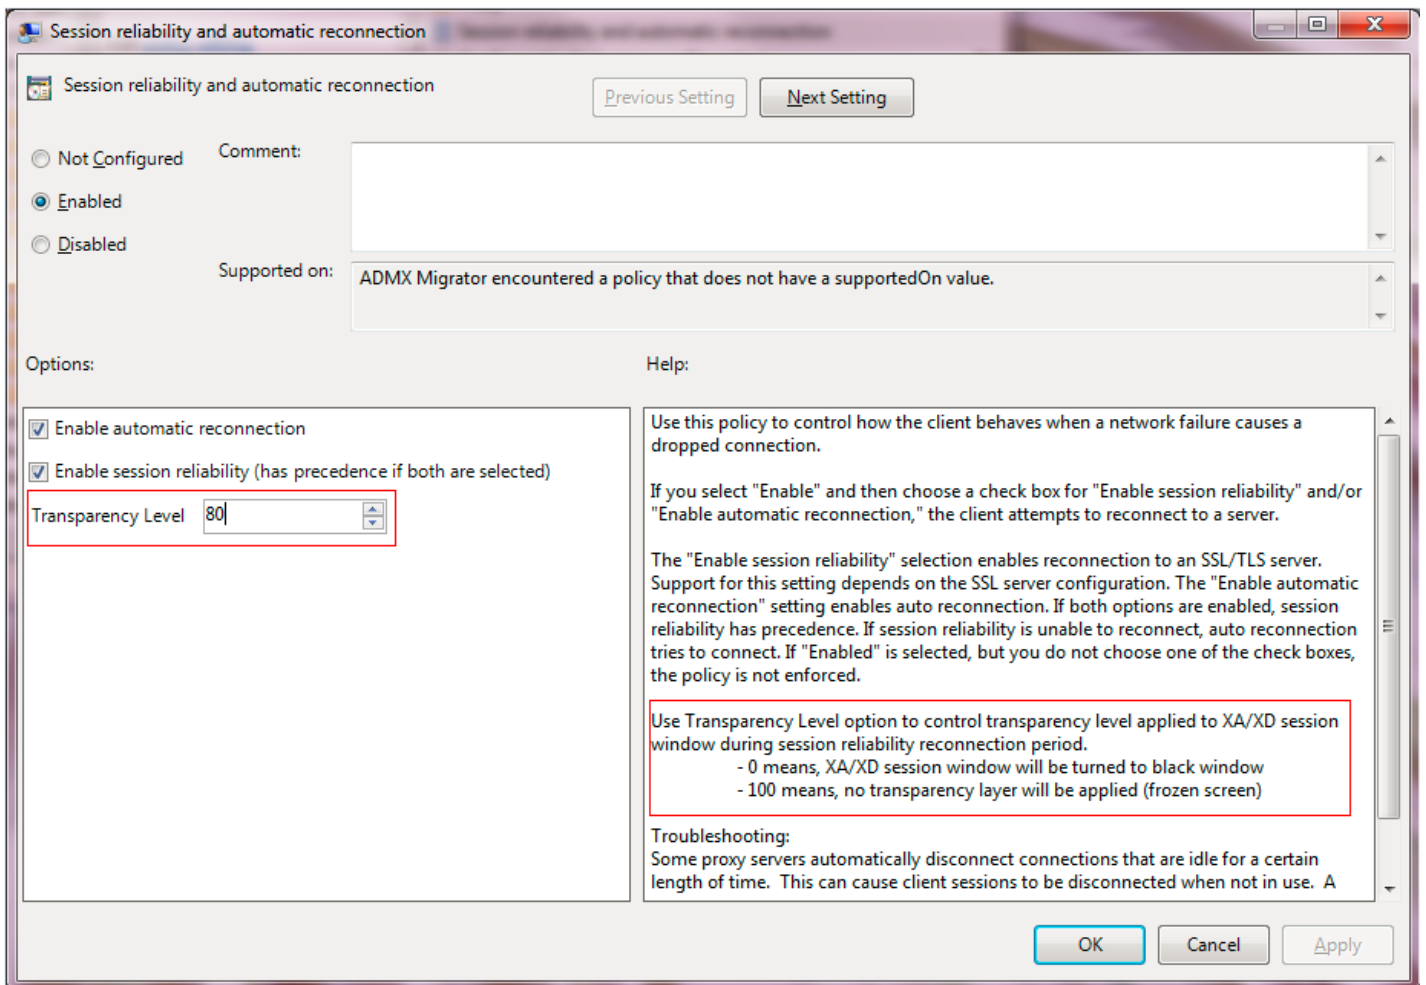 Session reliability and automatic reconnection
Session reliability and automatic reconnection
Previous Setting
Next Setting
Not Configured
Comment:
Enabled
Disabled
Supported on:
ADMX Migrator encountered a policy that does not have a supportedOn value.
Options:
Help:
Enable automatic reconnection
Enable session reliability (has precedence if both are selected)
Transparency Level
80
Use this policy to control how the client behaves when a network failure causes a
dropped connection.
If you select "Enable" and then choose a check box for "Enable session reliability" and/or
"Enable automatic reconnection," the client attempts to reconnect to a server.
The "Enable session reliability" selection enables reconnection to an SSL/TLS server.
Support for this setting depends on the SSL server configuration. The "Enable automatic
reconnection" setting enables auto reconnection. If both options are enabled, session
reliability has precedence. If session reliability is unable to reconnect, auto reconnection
tries to connect. If "Enabled" is selected, but you do not choose one of the check boxes,
the policy is not enforced.
Use Transparency Level option to control transparency level applied to XA/XD session
window during session reliability reconnection period.
- 0 means, XA/XD session window will be turned to black window
- 100 means, no transparency layer will be applied (frozen screen)
Troubleshooting:
Some proxy servers automatically disconnect connections that are idle for a certain
length of time. This can cause client sessions to be disconnected when not in use. A
OK
Cancel
Apply